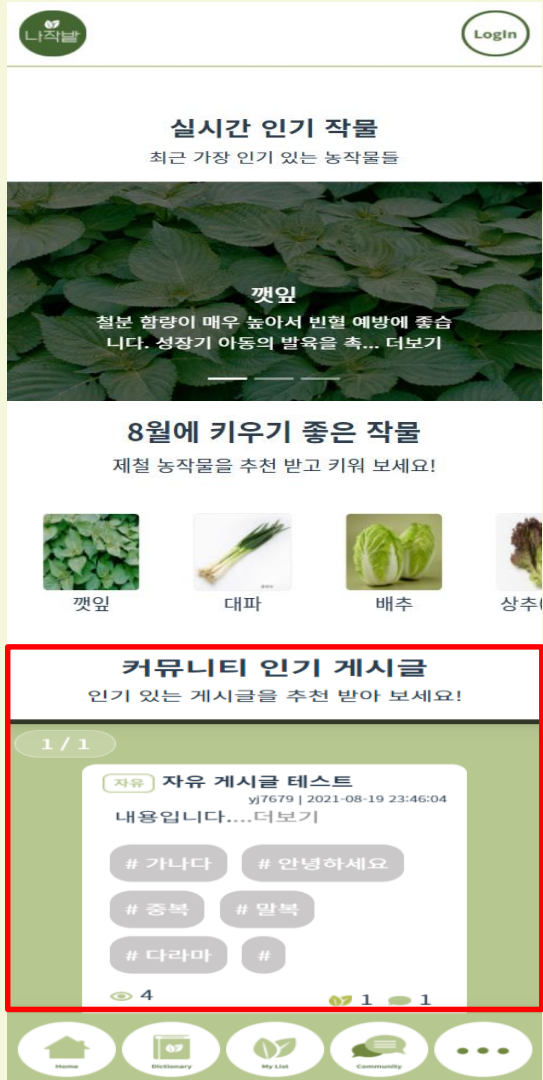 나작밭
LogIn
실시간 인기 작물
최근 가장 인기 있는 농작물들
깻잎
철분 함량이 매우 높아서 빈혈 예방에 좋습
니다. 성장기 아동의 발육을 촉... 더보기
8월에 키우기 좋은 작물
제철 농작물을 추천 받고 키워 보세요!
깻잎 대파 배추 상추(
커뮤니티 인기 게시글
인기 있는 게시글을 추천 받아 보세요!
1 / 1
자유 자유 게시글 테스트
yj7679 | 2021-08-19 23:46:04
내용입니다....더보기
# 가나다 # 안녕하세요
# 중복 # 말복
# 다라마 #
4 1 1
Home Dictionary My List Community